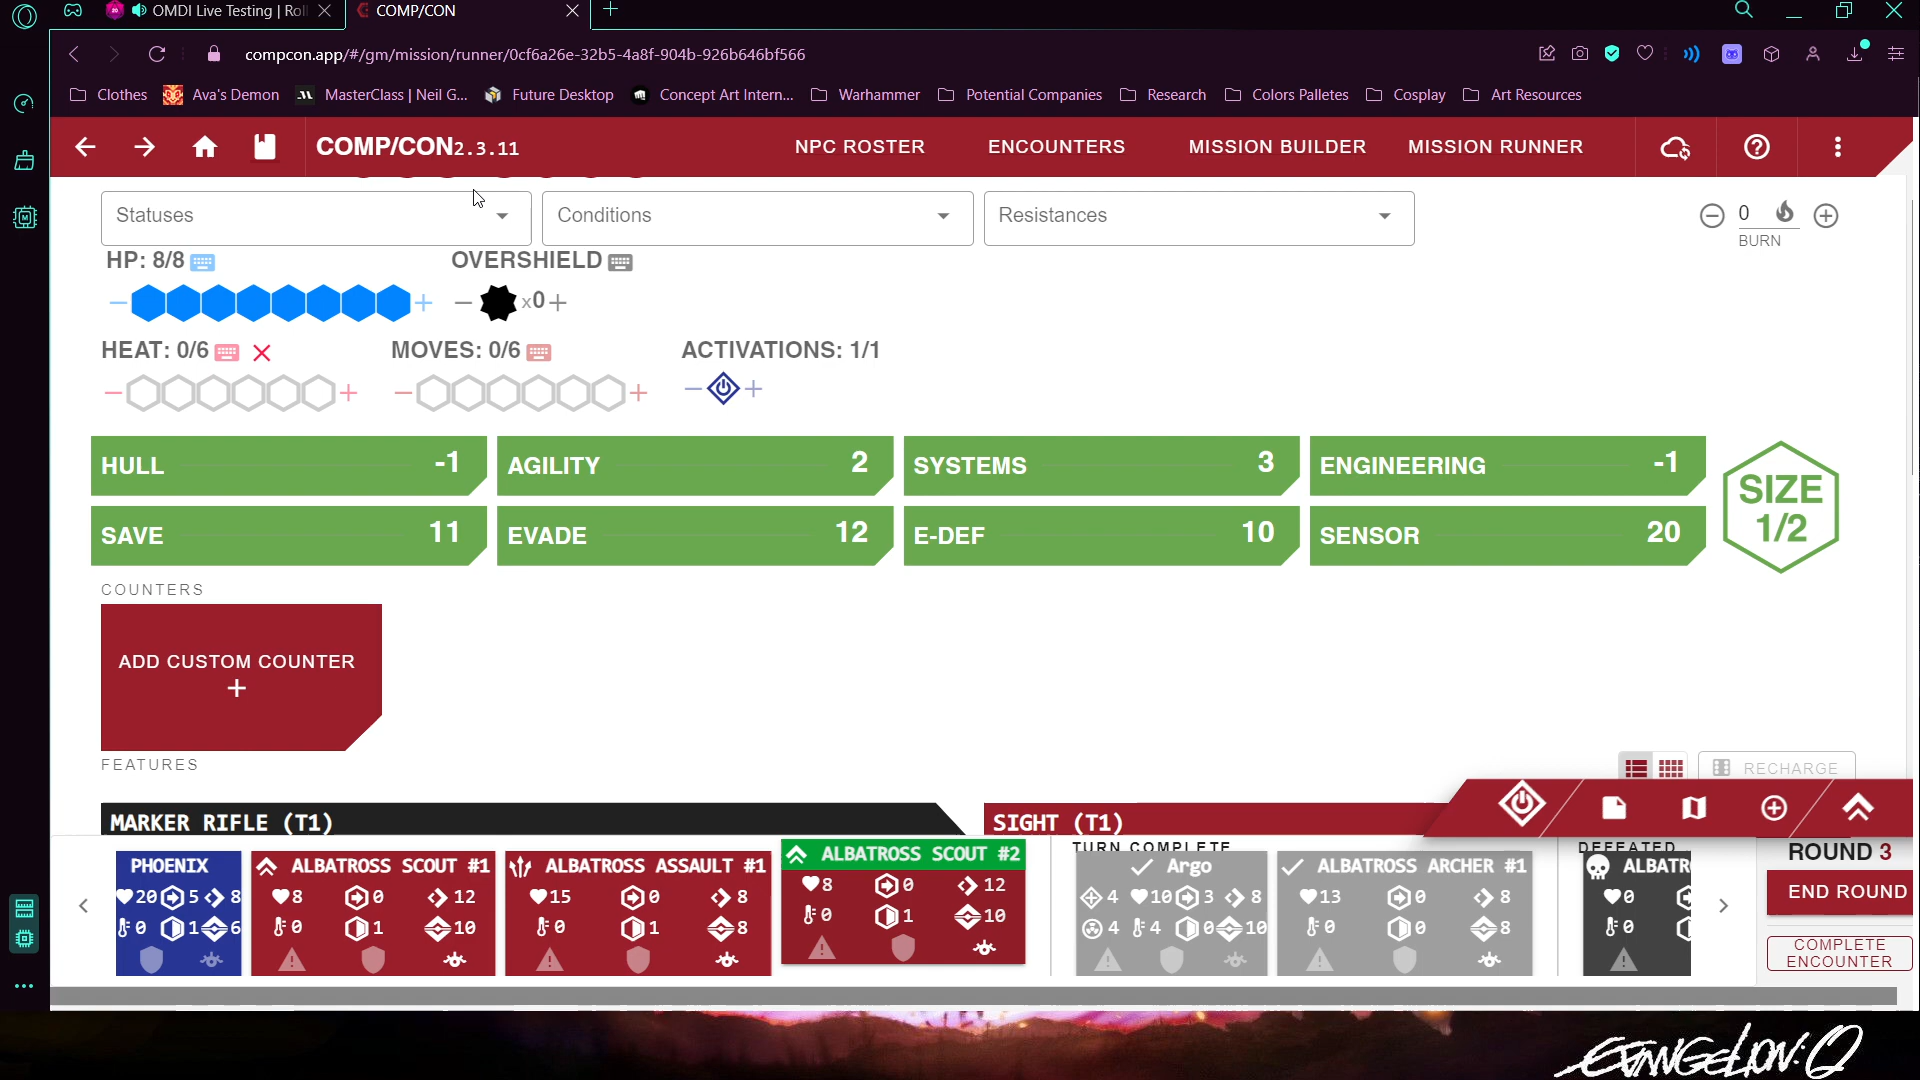 OMDI Live Testing | Rol
COMP/CON
compcon.app/#/gm/mission/runner/0cf6a26e-32b5-4a8f-904b-926b646bf566
Clothes
Ava's Demon
MasterClass | Neil G...
Future Desktop
Concept Art Intern...
Warhammer
Potential Companies
Research
Colors Palletes
Cosplay
Art Resources
COMP/CON2.3.11
NPC ROSTER
ENCOUNTERS
MISSION BUILDER
MISSION RUNNER
Statuses
Conditions
Resistances
0
BURN
HP: 8/8
OVERSHIELD
x0
HEAT: 0/6
MOVES: 0/6
ACTIVATIONS: 1/1
HULL -1
AGILITY 2
SYSTEMS 3
ENGINEERING -1
SIZE
1/2
SAVE 11
EVADE 12
E-DEF 10
SENSOR 20
COUNTERS
ADD CUSTOM COUNTER
+
FEATURES
RECHARGE
MARKER RIFLE (T1)
SIGHT (T1)
PHOENIX
20 5 8
0 1 6
ALBATROSS SCOUT #1
8 0 12
0 1 10
ALBATROSS ASSAULT #1
15 0 8
0 1 8
ALBATROSS SCOUT #2
8 0 12
0 1 10
TURN COMPLETE
Argo
4 10 3 8
4 4 0 10
ALBATROSS ARCHER #1
13 0 8
0 0 8
DEFEATED
ALBATR
0
0
ROUND 3
END ROUND
COMPLETE
ENCOUNTER
EVANGELION:Q